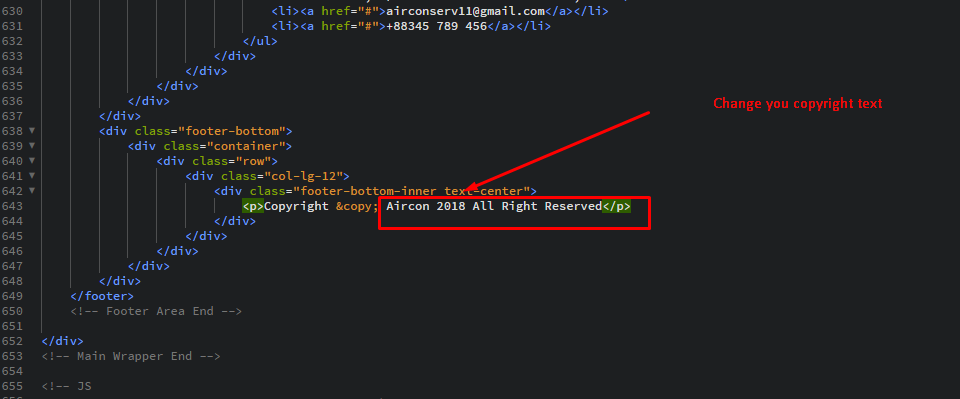 630 <li><a href="#">airconserv11@gmail.com</a></li>
631 <li><a href="#">+88345 789 456</a></li>
632 </ul>
633 </div>
634 </div>
635 </div>
636 </div>
637 </div>
638 <div class="footer-bottom">
639 <div class="container">
640 <div class="row">
641 <div class="col-lg-12">
642 <div class="footer-bottom-inner text-center">
643 <p>Copyright &copy; Aircon 2018 All Right Reserved</p>
644 </div>
645 </div>
646 </div>
647 </div>
648 </div>
649 </footer>
650 <!-- Footer Area End -->
651
652 </div>
653 <!-- Main Wrapper End -->
654
655 <!-- JS
Change you copyright text